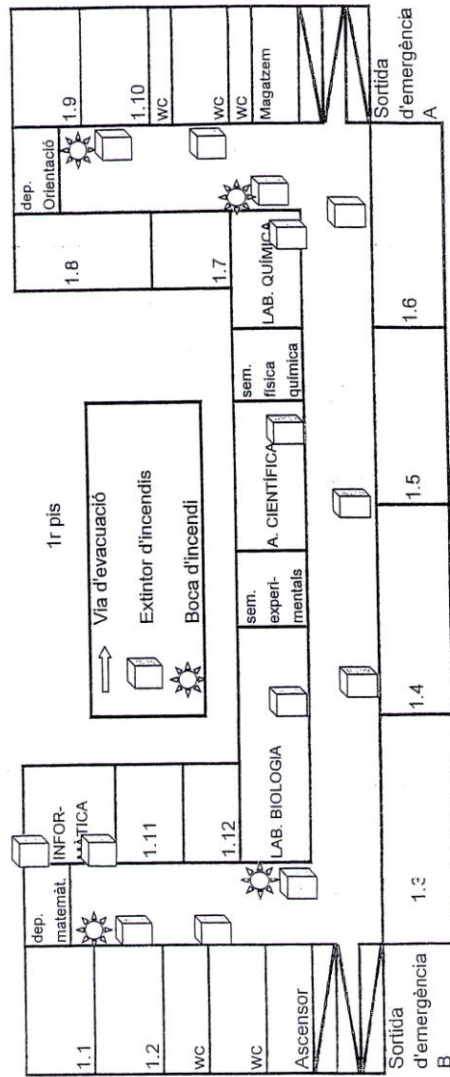 1r pis
Via d'evacuació
Extintor d'incendis
Boca d'incendi
1.1
1.2
wc
wc
Ascensor
Sortida
d'emergència
B
dep.
matemàt.
INFOR-
ÀTICA
1.11
1.12
LAB. BIOLOGIA
sem.
experi-
mentals
A. CIENTÍFICA
sem.
física
química
LAB. QUÍMICA
1.8
1.7
dep.
Orientació
1.9
1.10
wc
wc
wc
Magatzem
Sortida
d'emergència
A
1.3
1.4
1.5
1.6